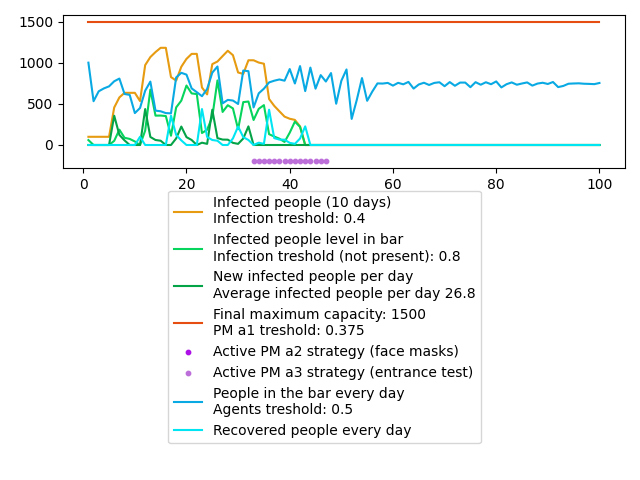 1500
1000
500
0
0
20
40
60
80
100
Infected people (10 days)
Infection treshold: 0.4
Infected people level in bar
Infection treshold (not present): 0.8
New infected people per day
Average infected people per day 26.8
Final maximum capacity: 1500
PM a1 treshold: 0.375
Active PM a2 strategy (face masks)
Active PM a3 strategy (entrance test)
People in the bar every day
Agents treshold: 0.5
Recovered people every day